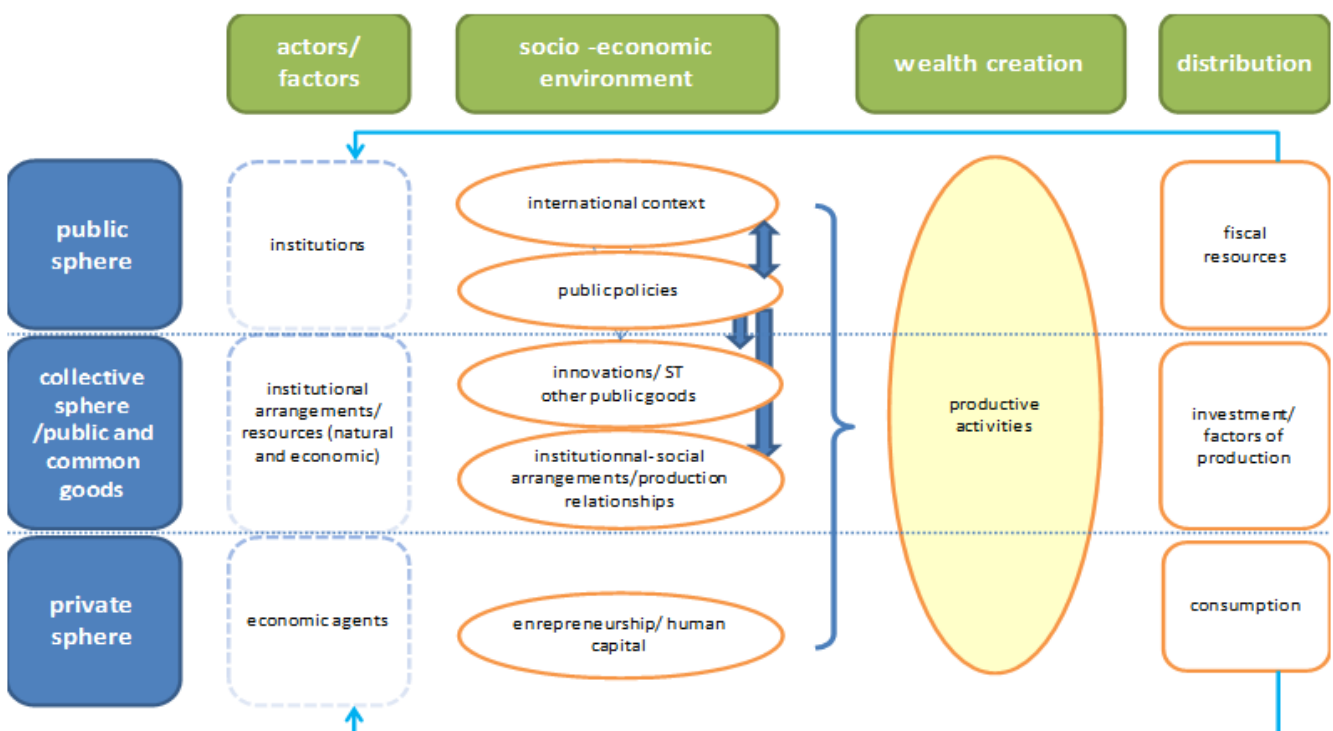 actors/
factors
socio -economic
environment
wealth creation
distribution
public
sphere
institutions
international context
public policies
fiscal
resources
collective
sphere
/public and
common
goods
institutional
arrangements/
resources (natural
and economic)
innovations/ ST
other public goods
institutionnal-social
arrangements/production
relationships
productive
activities
investment/
factors of
production
private
sphere
economic agents
enrepreneurship/ human
capital
consumption